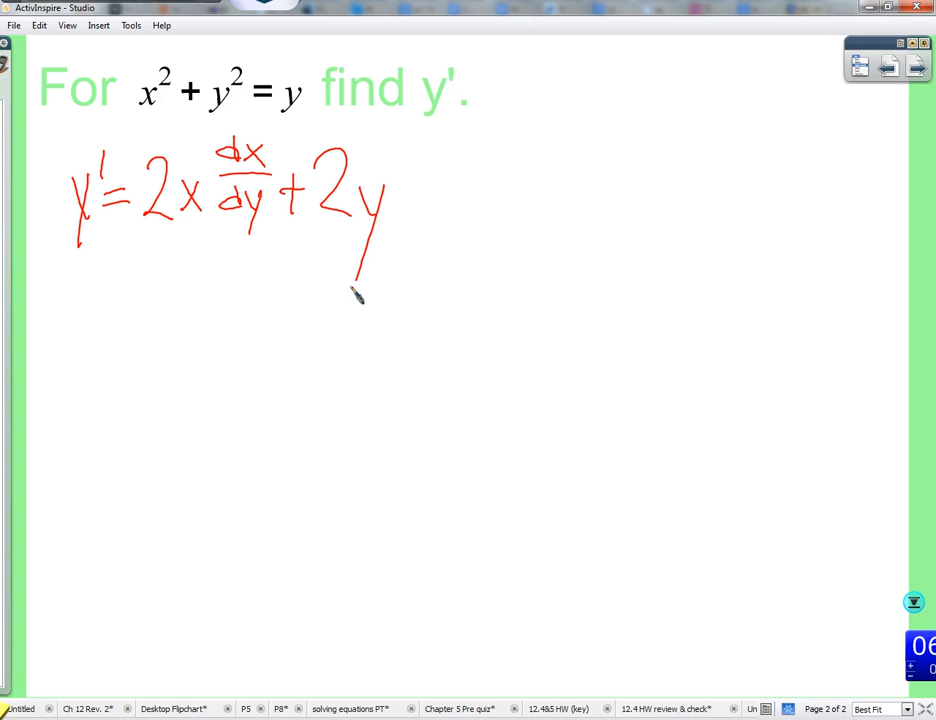 ActivInspire - Studio
File Edit View Insert Tools Help
For x² + y² = y find y'.
y' = 2x dx/dy + 2y
06
Untitled Ch 12 Rev. 2* Desktop Flipchart* P5 P8* solving equations PT* Chapter 5 Pre quiz* 12.4&5 HW (key) 12.4 HW review & check* Un Page 2 of 2 Best Fit